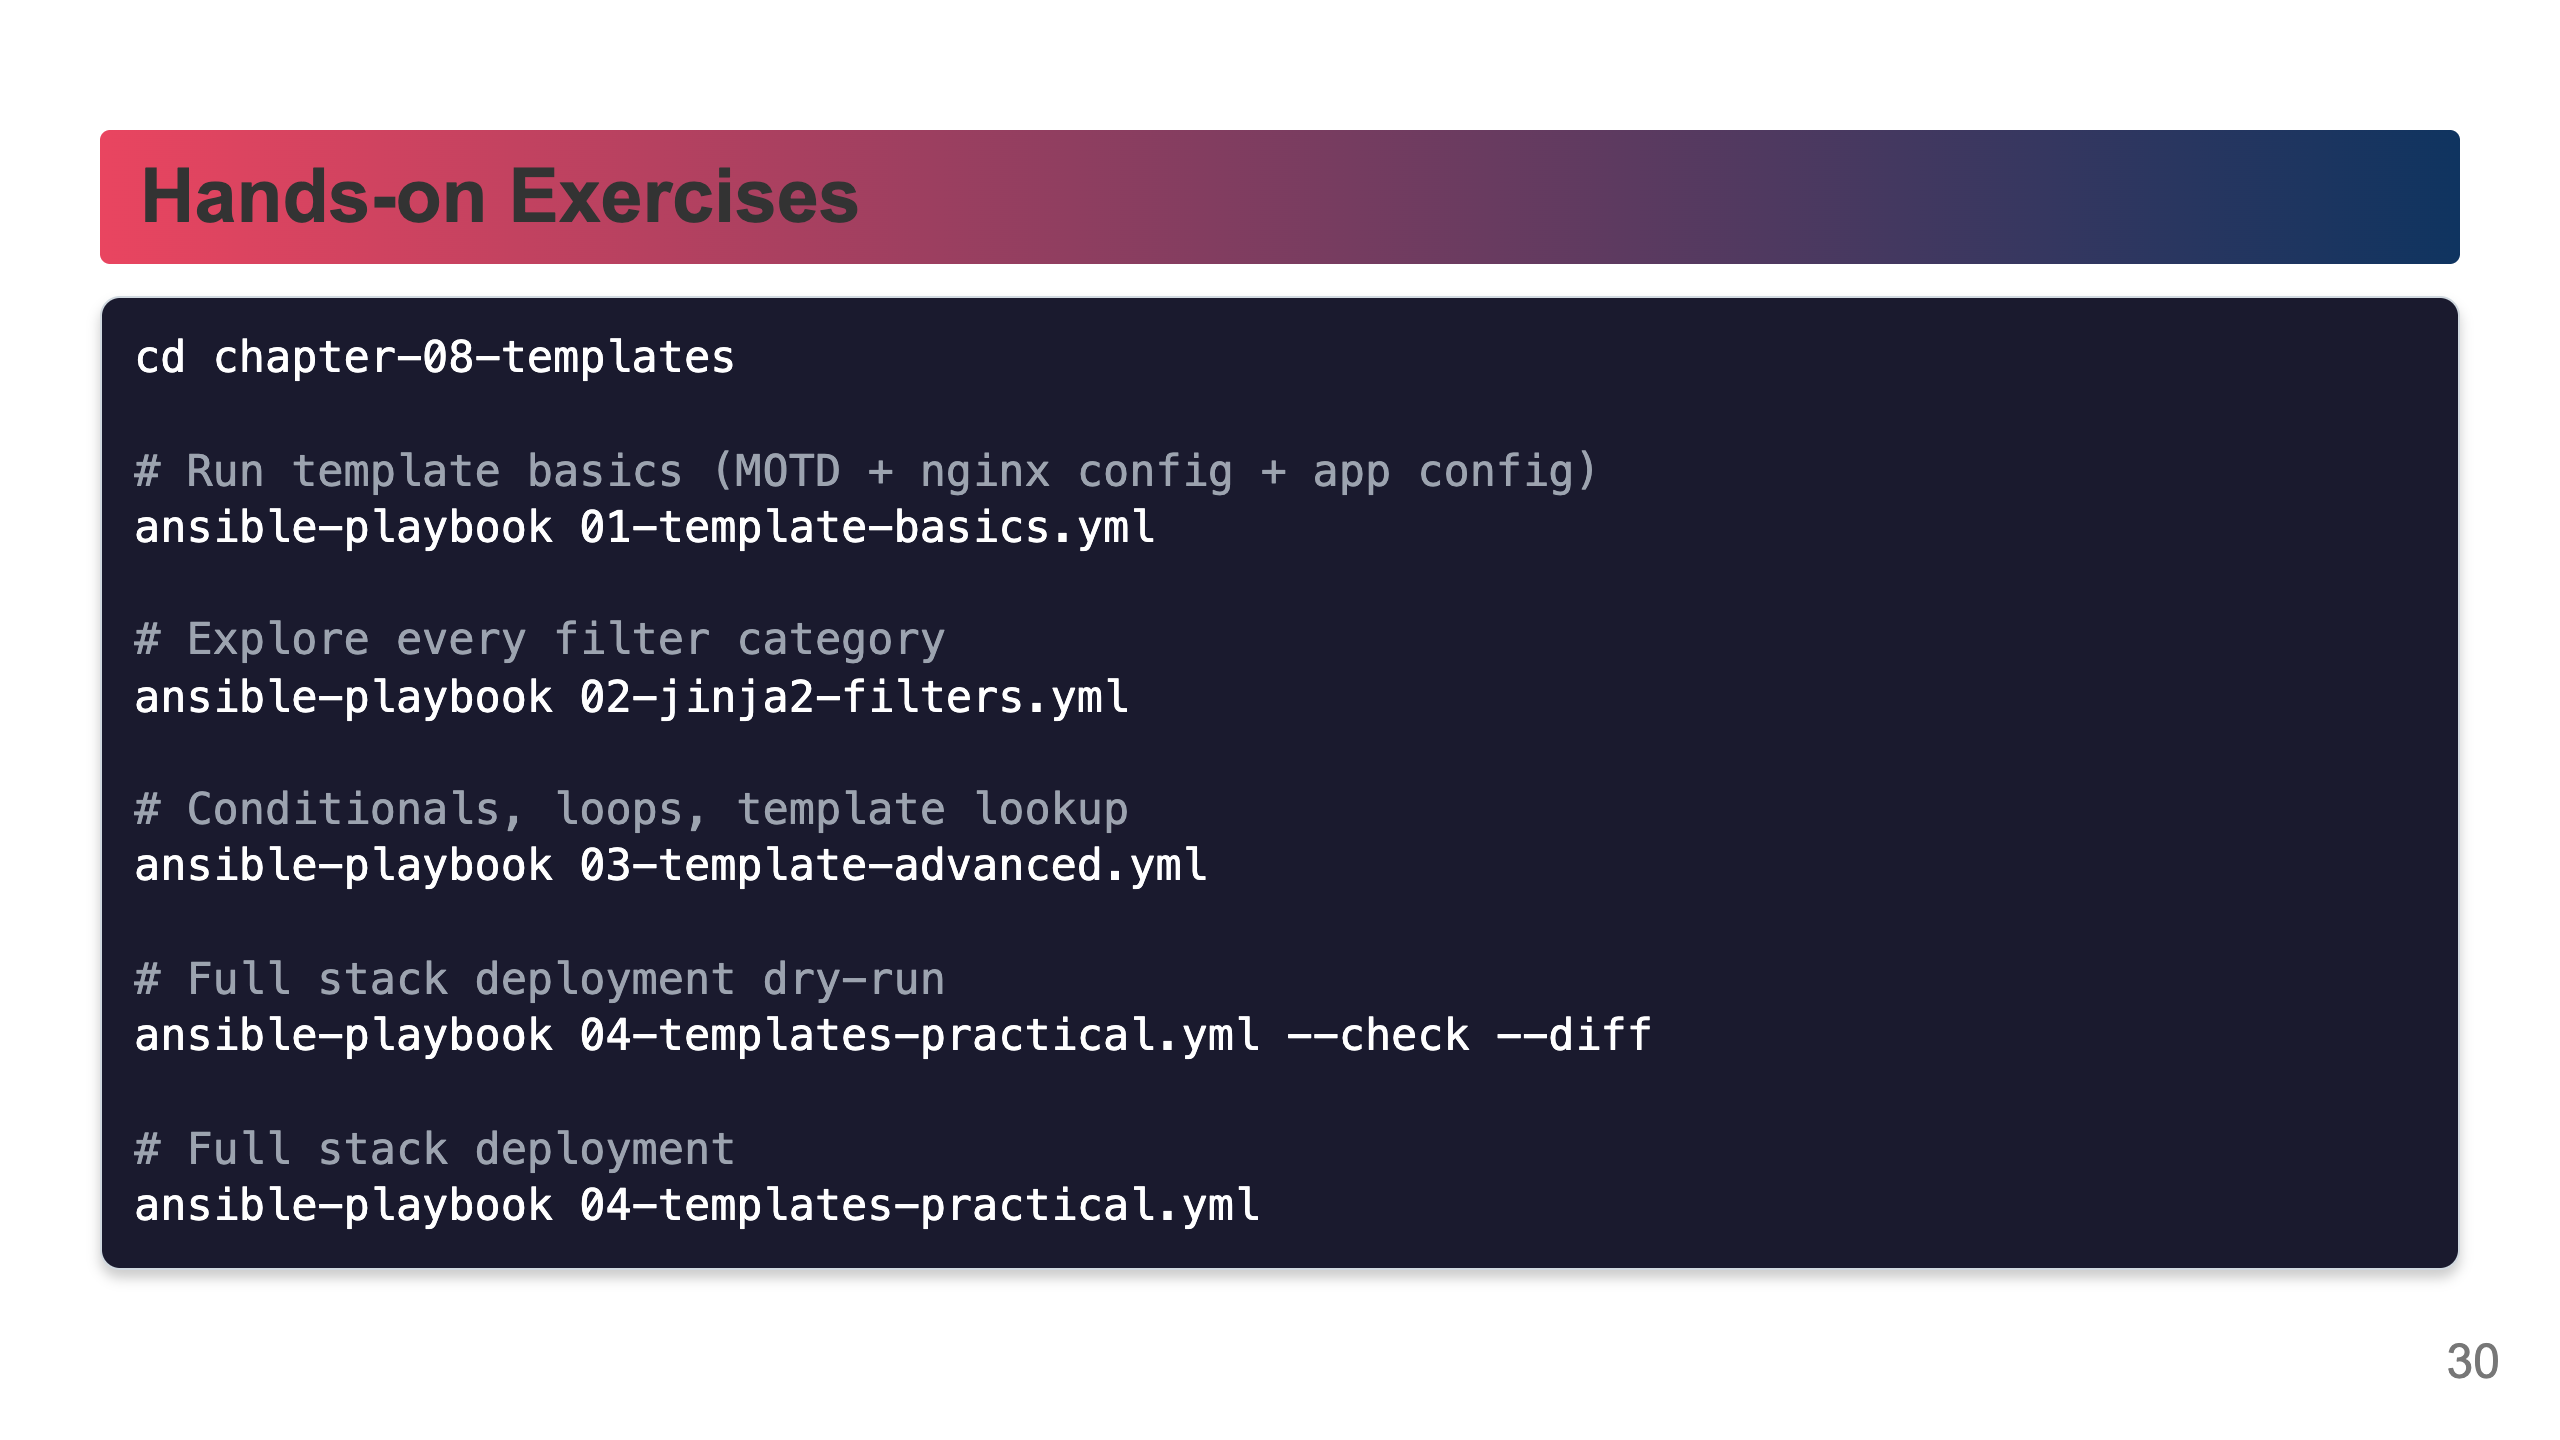 Hands-on Exercises
cd chapter-08-templates
# Run template basics (MOTD + nginx config + app config)
ansible-playbook 01-template-basics.yml
# Explore every filter category
ansible-playbook 02-jinja2-filters.yml
# Conditionals, loops, template lookup
ansible-playbook 03-template-advanced.yml
# Full stack deployment dry-run
ansible-playbook 04-templates-practical.yml --check --diff
# Full stack deployment
ansible-playbook 04-templates-practical.yml
30